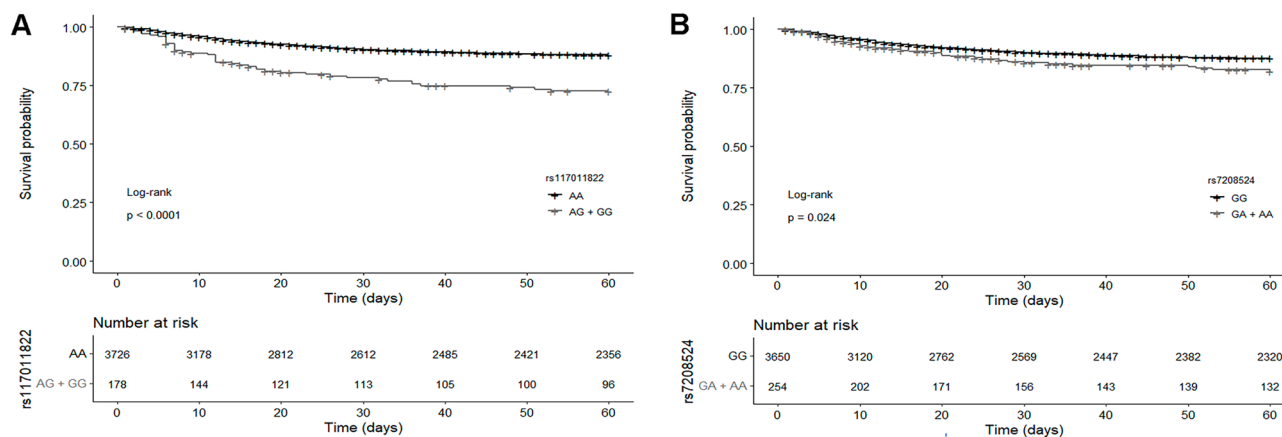 A
1.00
0.75
0.50
0.25
0.00
Survival probability
Log-rank
p < 0.0001
rs117011822
AA
AG + GG
0 10 20 30 40 50 60
Time (days)
Number at risk
rs117011822
AA 3726 3178 2812 2612 2485 2421 2356
AG + GG 178 144 121 113 105 100 96
0 10 20 30 40 50 60
Time (days)
B
1.00
0.75
0.50
0.25
0.00
Survival probability
Log-rank
p = 0.024
rs7208524
GG
GA + AA
0 10 20 30 40 50 60
Time (days)
Number at risk
rs7208524
GG 3650 3120 2762 2569 2447 2382 2320
GA + AA 254 202 171 156 143 139 132
0 10 20 30 40 50 60
Time (days)